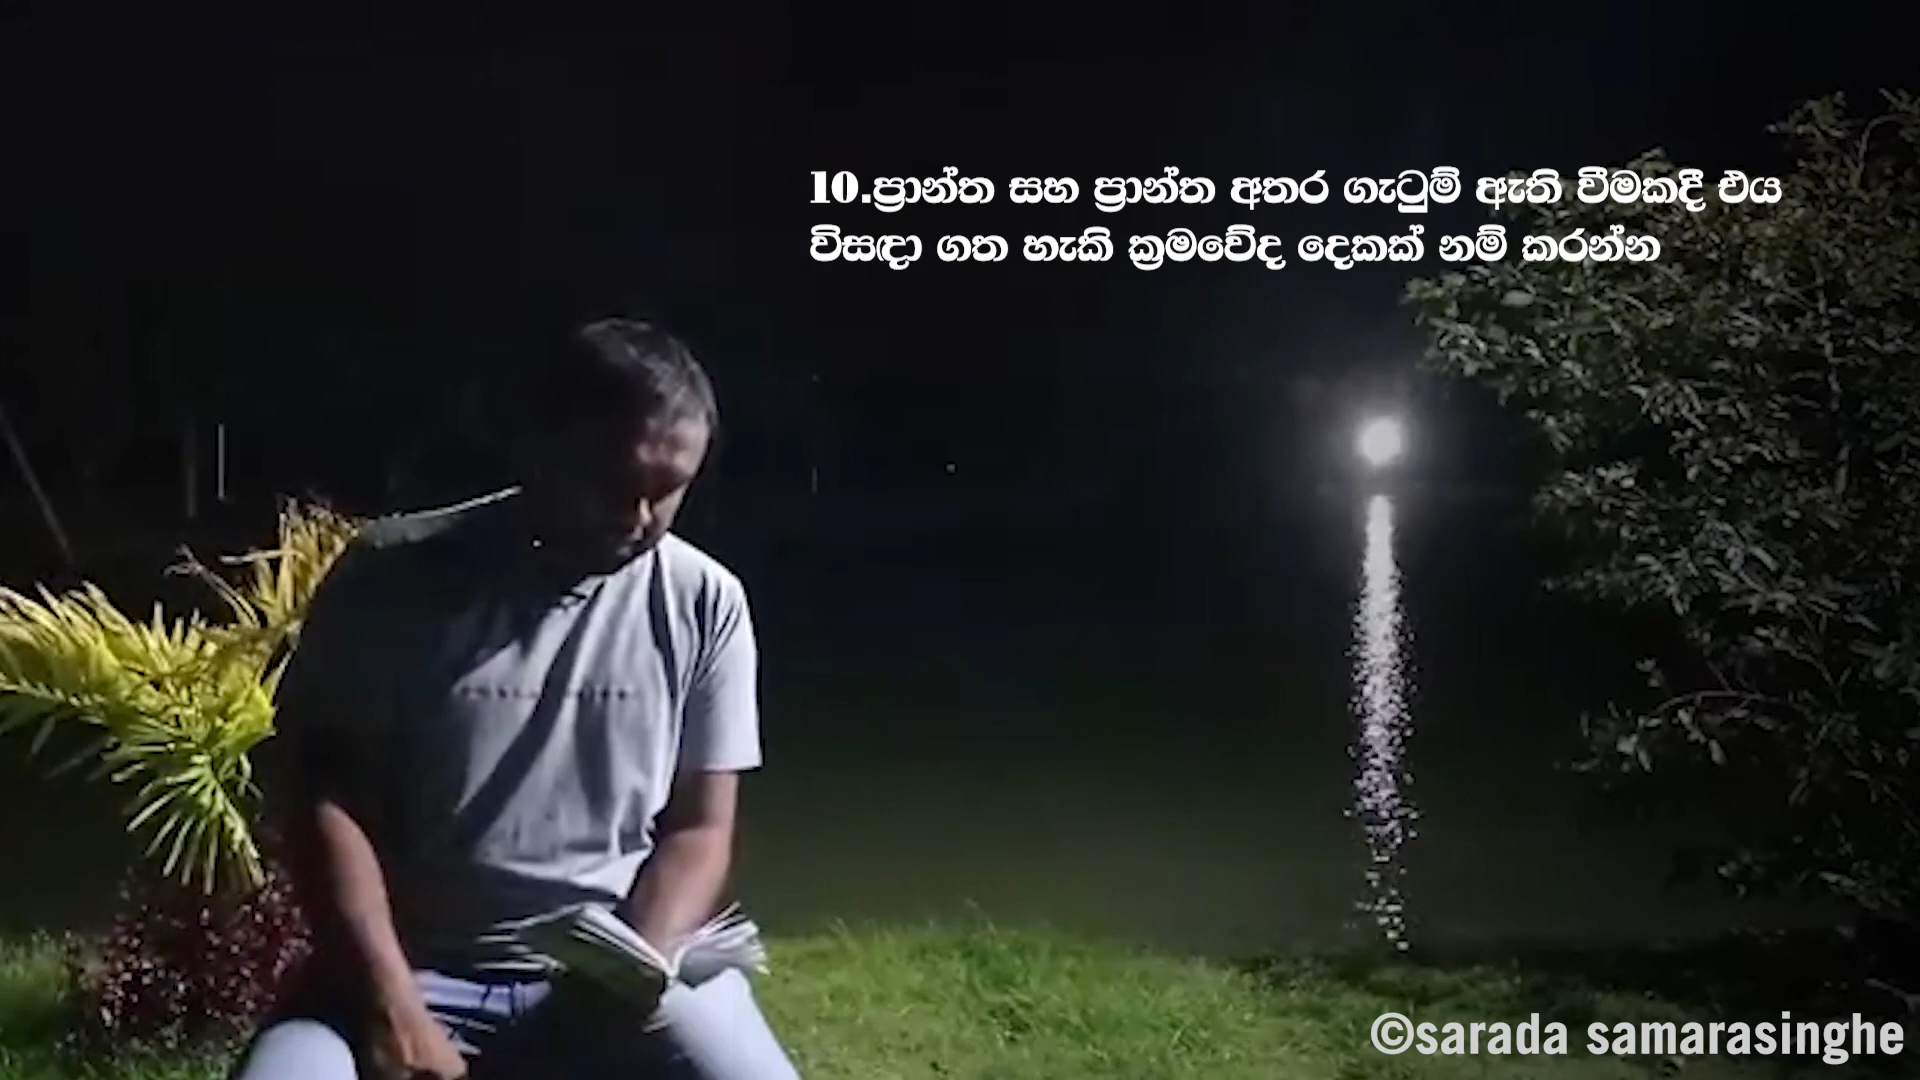 10.ප්‍රාන්ත සහ ප්‍රාන්ත අතර ගැටුම් ඇති වීමකදී එය
විසඳා ගත හැකි ක්‍රමවේද දෙකක් නම් කරන්න
©sarada samarasinghe